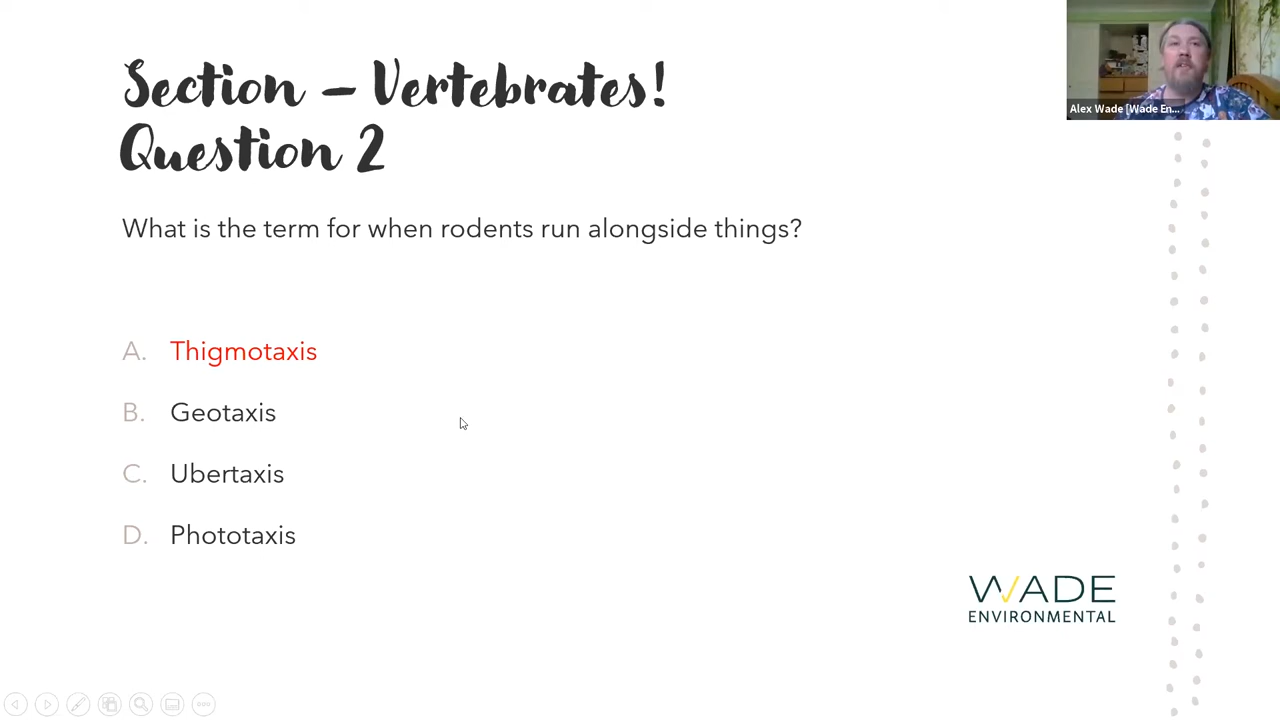 Section – Vertebrates!
Question 2
What is the term for when rodents run alongside things?
A. Thigmotaxis
B. Geotaxis
C. Ubertaxis
D. Phototaxis
Alex Wade [Wade En...
WADE
ENVIRONMENTAL